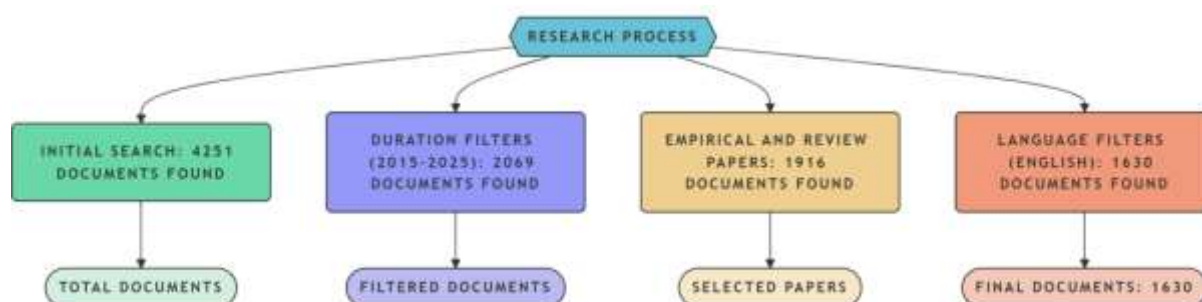 RESEARCH PROCESS
INITIAL SEARCH: 4251
DOCUMENTS FOUND
DURATION FILTERS
(2015-2025): 2069
DOCUMENTS FOUND
EMPIRICAL AND REVIEW
PAPERS: 1916
DOCUMENTS FOUND
LANGUAGE FILTERS
(ENGLISH): 1630
DOCUMENTS FOUND
TOTAL DOCUMENTS
FILTERED DOCUMENTS
SELECTED PAPERS
FINAL DOCUMENTS: 1630